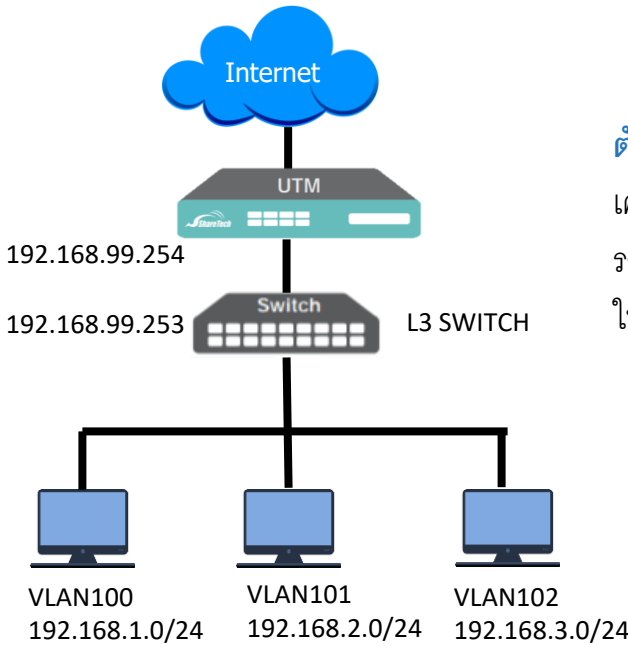 Internet
UTM
ShareTech
192.168.99.254
Switch
192.168.99.253
L3 SWITCH
VLAN100
192.168.1.0/24
VLAN101
192.168.2.0/24
VLAN102
192.168.3.0/24